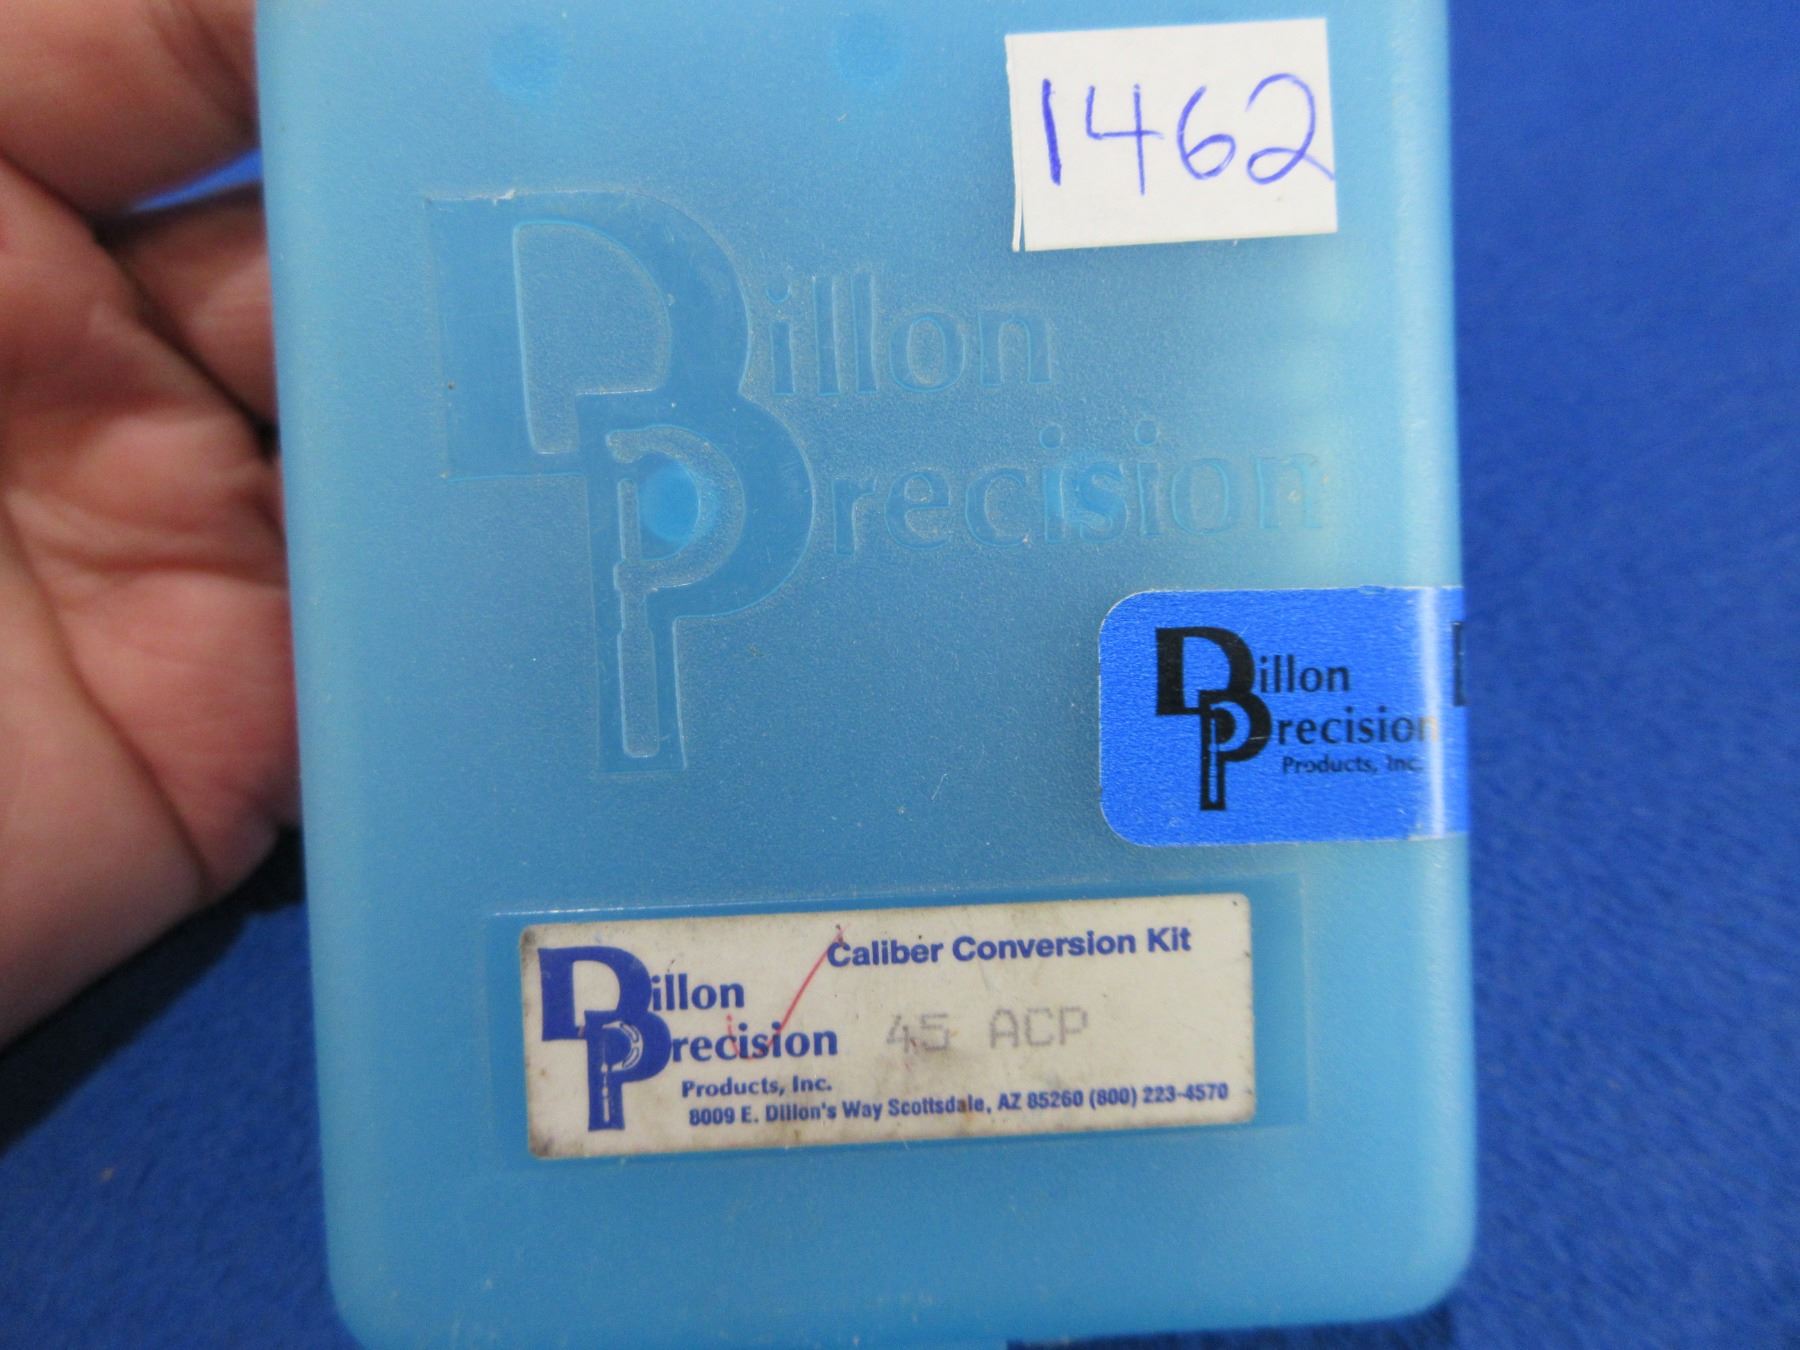 1462
Dillon
Precision
Dillon
Precision
Products, Inc.
Caliber Conversion Kit
Dillon
Precision
45 ACP
Products, Inc.
8009 E. Dillon's Way Scottsdale, AZ 85260 (800) 223-4570